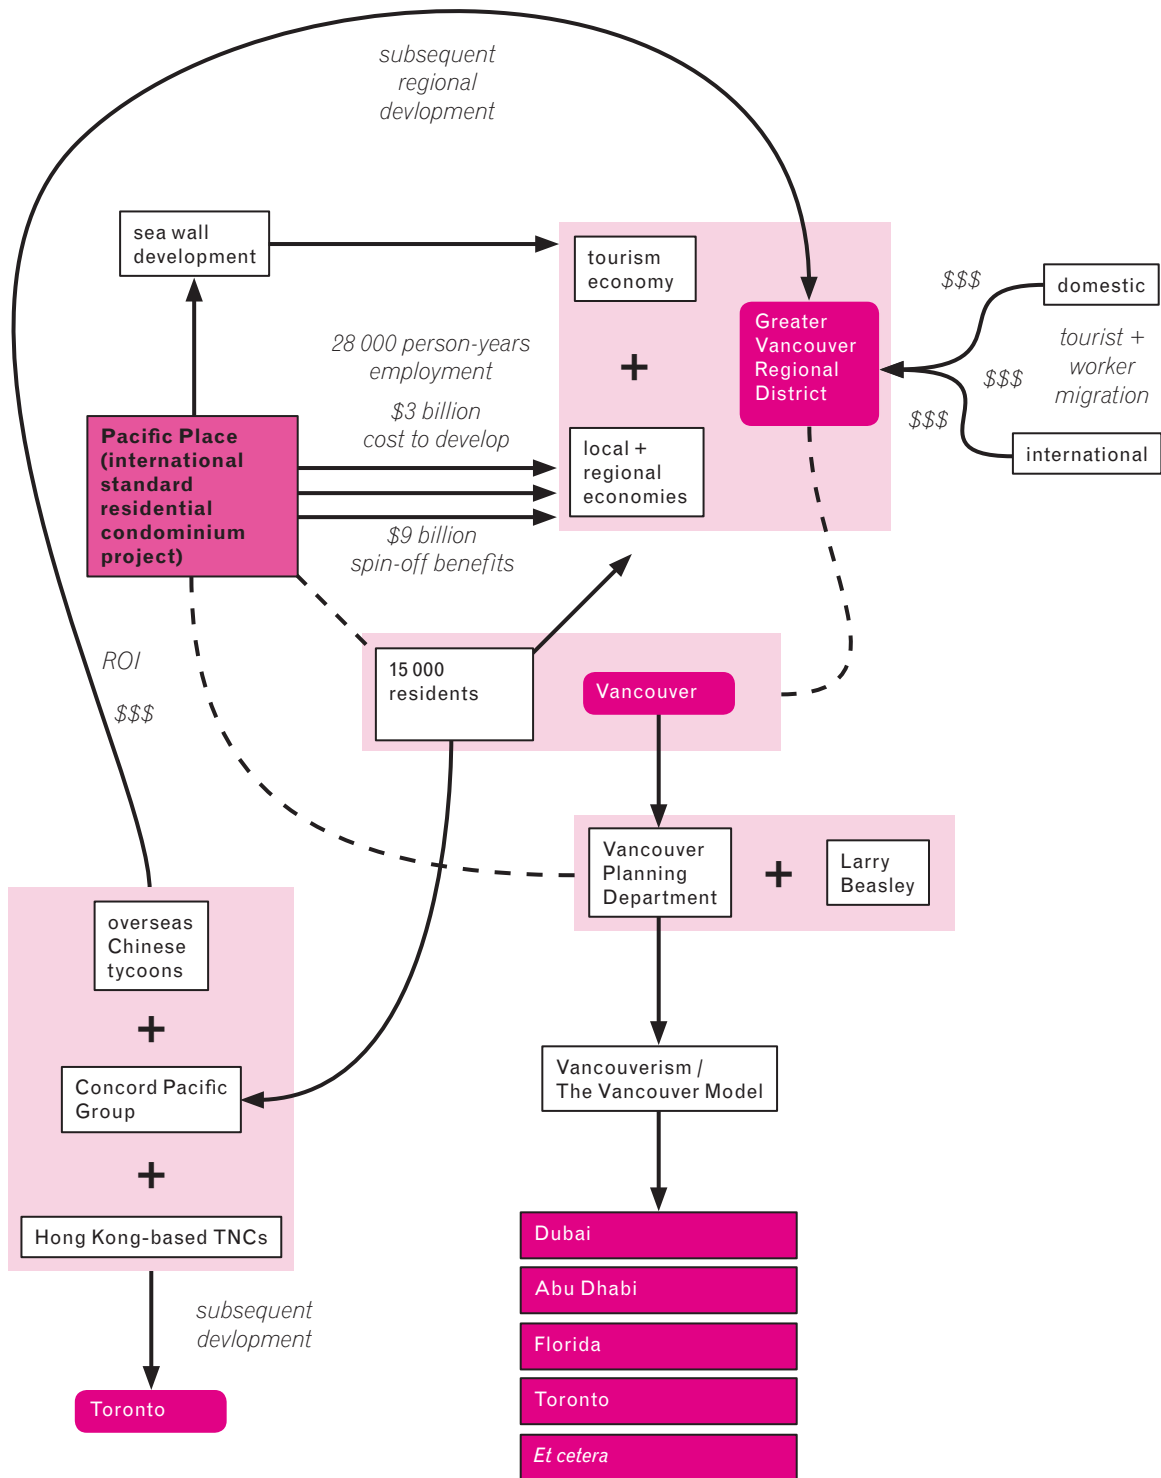 subsequent
regional
devlopment
sea wall
development
tourism
economy
+
Greater
Vancouver
Regional
District
$$$
domestic
tourist +
worker
migration
$$$
$$$
international
28 000 person-years
employment
$3 billion
cost to develop
Pacific Place
(international
standard
residential
condominium
project)
local +
regional
economies
$9 billion
spin-off benefits
ROI
$$$
15 000
residents
Vancouver
Vancouver
Planning
Department
+
Larry
Beasley
overseas
Chinese
tycoons
+
Concord Pacific
Group
+
Hong Kong-based TNCs
Vancouverism /
The Vancouver Model
subsequent
devlopment
Toronto
Dubai
Abu Dhabi
Florida
Toronto
Et cetera